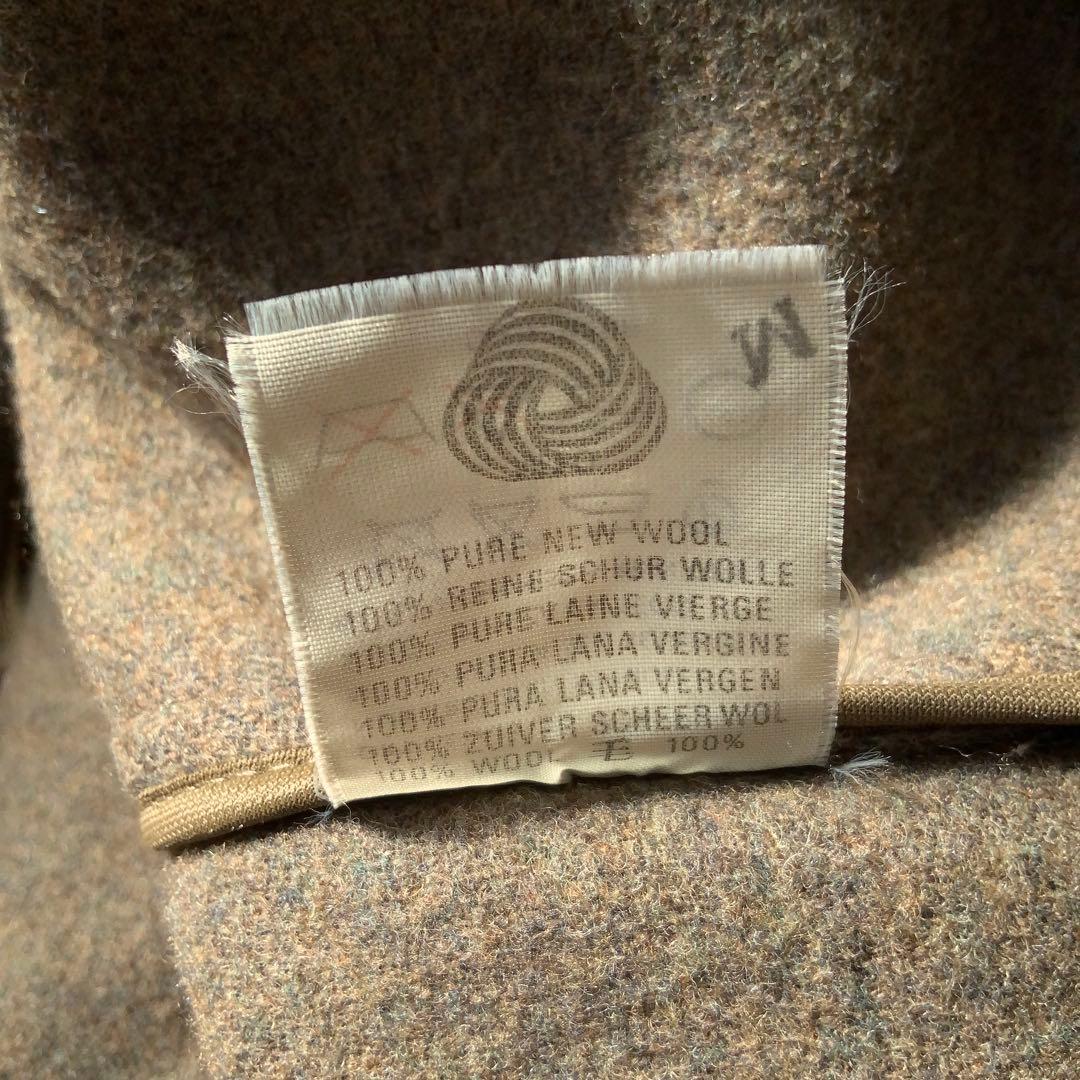 M
100% PURE NEW WOOL
100% REINE SCHUR WOLLE
100% PURE LAINE VIERGE
100% PURA LANA VERGINE
100% PURA LANA VERGEN
100% ZUIVER SCHEERWOL
100% WOOL 毛 100%